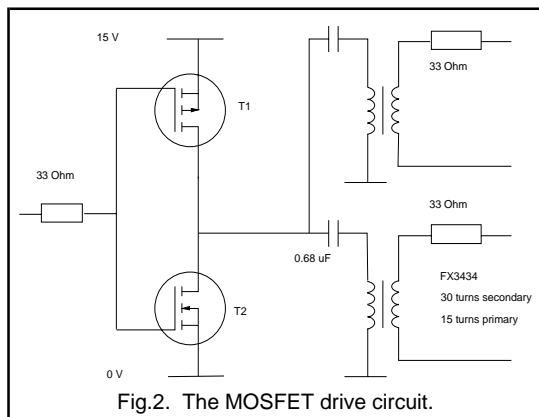 15 V
T1
33 Ohm
33 Ohm
33 Ohm
0.68 uF
FX3434
30 turns secondary
15 turns primary
T2
0 V
Fig.2. The MOSFET drive circuit.